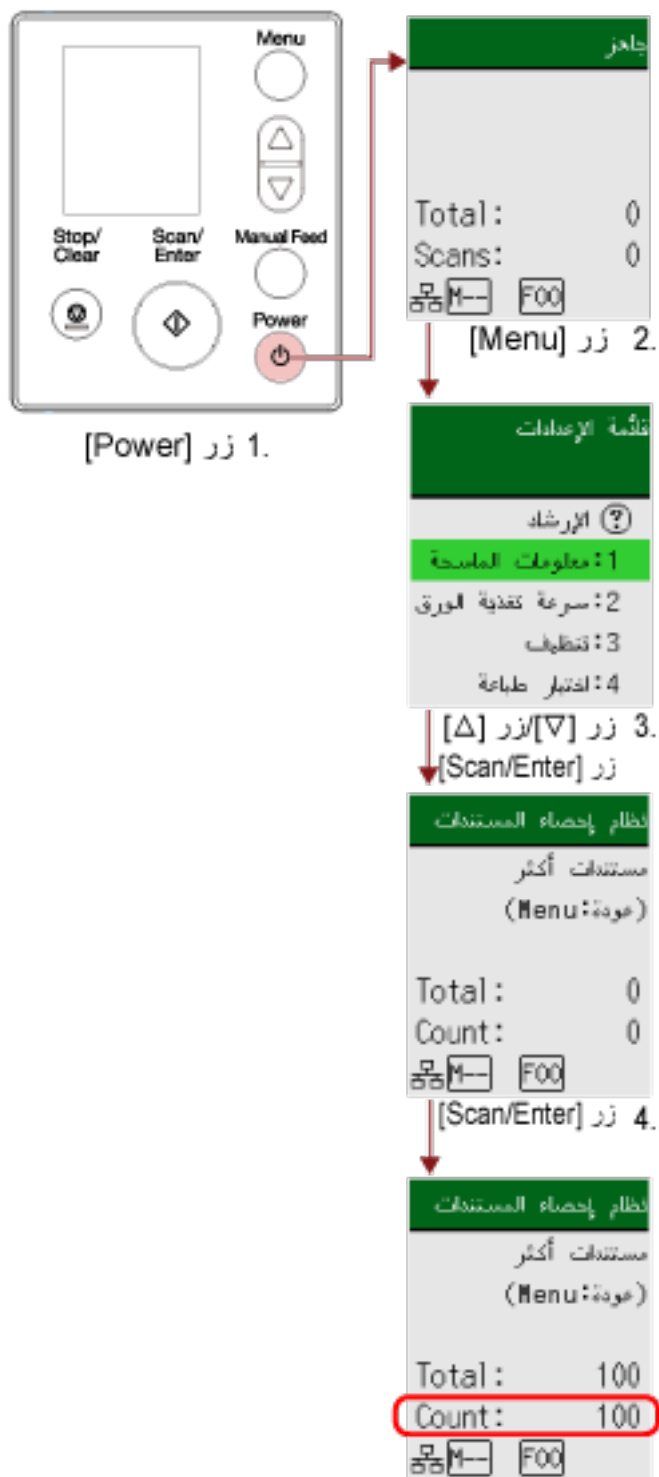 Menu
Stop/
Clear
Scan/
Enter
Manual Feed
Power
1. زر [Power]
جاهز
Total: 0
Scans: 0
M-- F00
2. زر [Menu]
قائمة الإعدادات
? الإرشاد
1:معلومات الماسحة
2:سرعة تغذية الورق
3:تنظيف
4:اختبار طباعة
3. زر [∇]/زر [Δ]
زر [Scan/Enter]
نظام إحصاء المستندات
مستندات أكثر
(عودة:Menu)
Total: 0
Count: 0
M-- F00
4. زر [Scan/Enter]
نظام إحصاء المستندات
مستندات أكثر
(عودة:Menu)
Total: 100
Count: 100
M-- F00